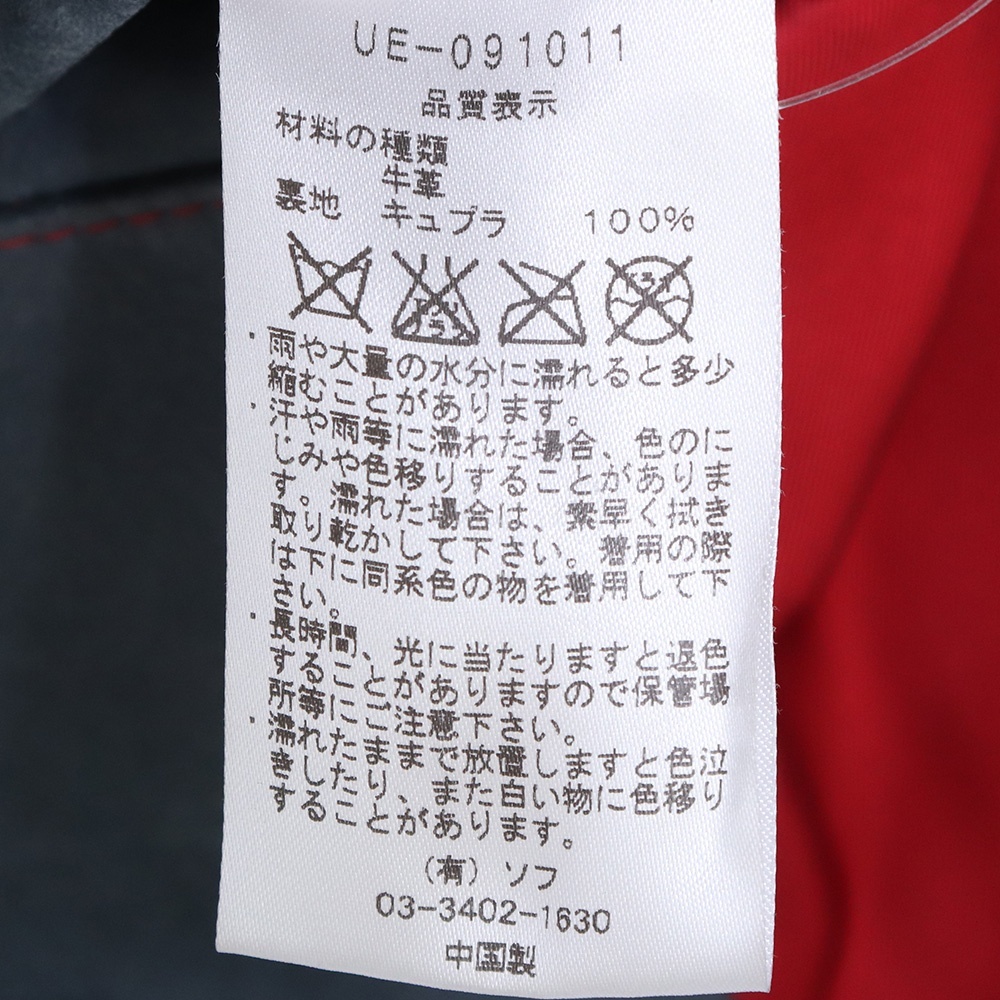 UE-091011
品質表示
材料の種類
牛革
裏地 キュプラ 100%
・雨や大量の水分に濡れると多少
縮むことがあります。
・汗やみ雨等に濡れた場合、色のに
じみや色移りすることがありま
す。濡れた場合は、素早く拭き
取り乾かして下さい。着用の際
は下に同系色の物を着用して下
さい。
・長時間、光に当たりますと退色
することがありますので保管場
所等にご注意下さい。
・濡れたままで放置しますと色泣
きしたり、また白い物に色移り
することがあります。
(有) ソフ
03-3402-1630
中国製